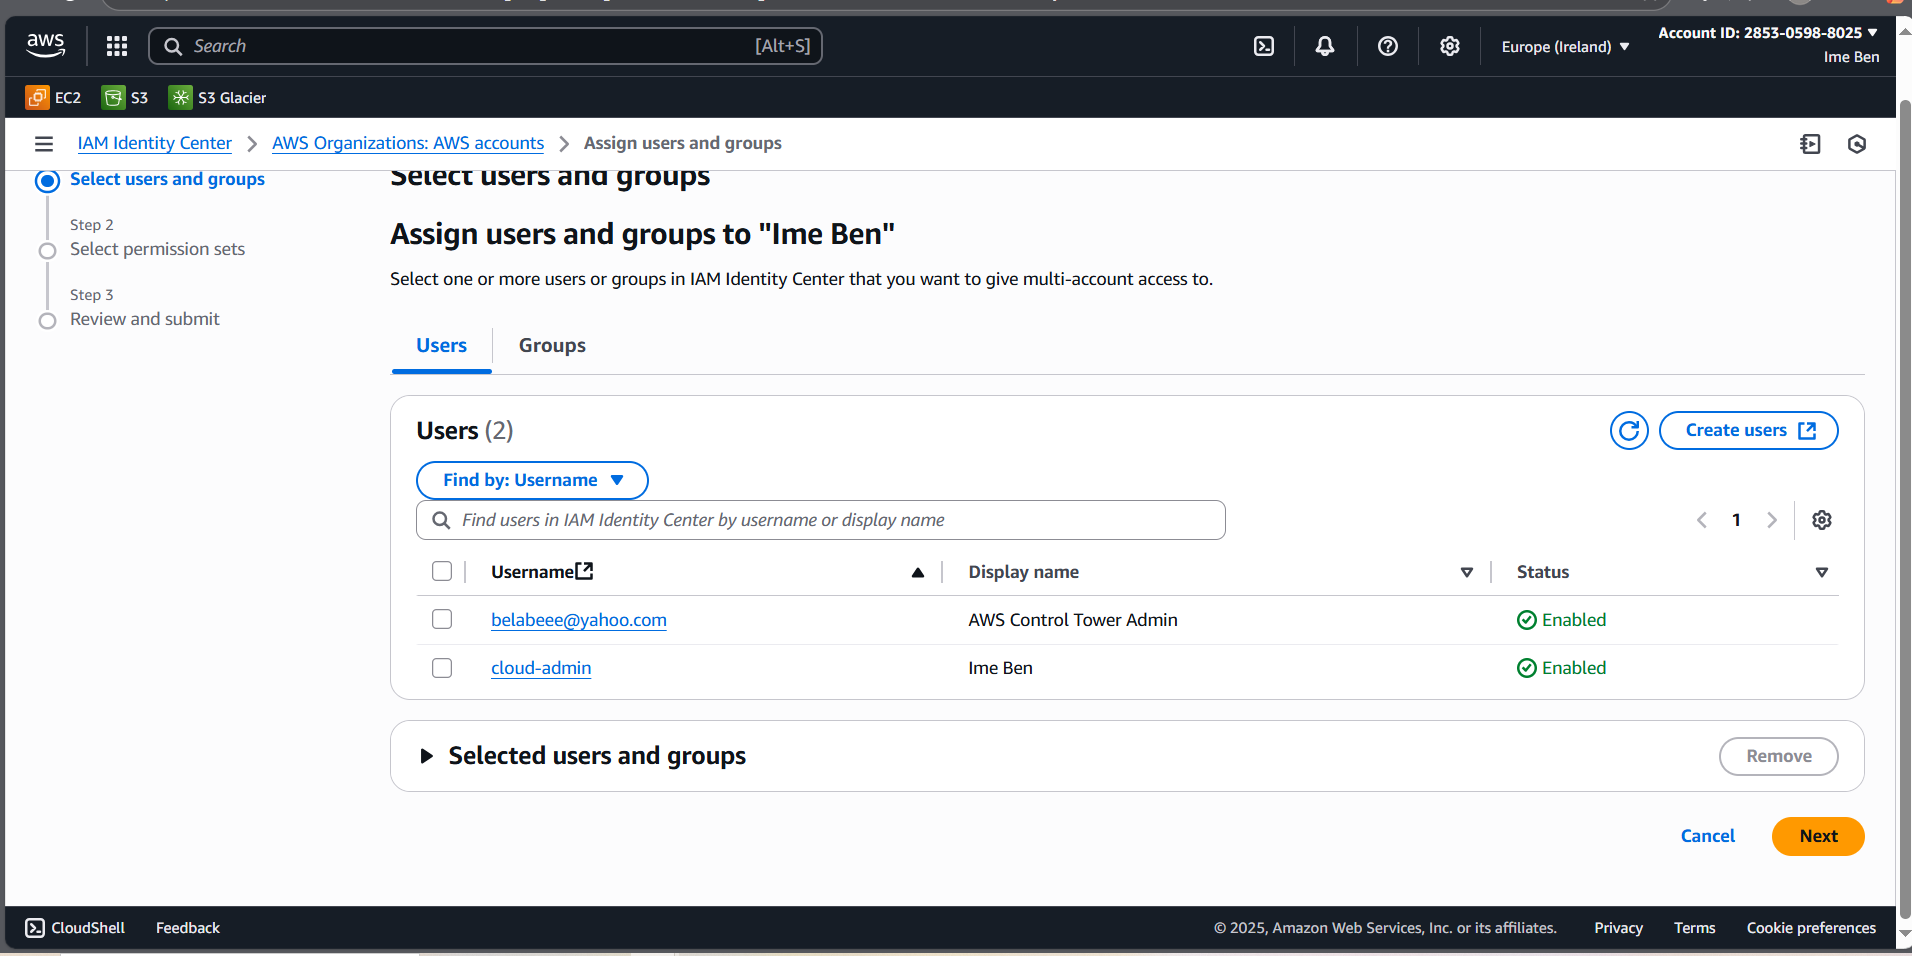 aws
Search
[Alt+S]
Europe (Ireland)
Account ID: 2853-0598-8025
Ime Ben
EC2
S3
S3 Glacier
IAM Identity Center
AWS Organizations: AWS accounts
Assign users and groups
Select users and groups
Step 2
Select permission sets
Step 3
Review and submit
Select users and groups
Assign users and groups to "Ime Ben"
Select one or more users or groups in IAM Identity Center that you want to give multi-account access to.
Users
Groups
Users (2)
Create users
Find by: Username
Find users in IAM Identity Center by username or display name
1
Username
Display name
Status
belabeee@yahoo.com
AWS Control Tower Admin
Enabled
cloud-admin
Ime Ben
Enabled
Selected users and groups
Remove
Cancel
Next
CloudShell
Feedback
© 2025, Amazon Web Services, Inc. or its affiliates.
Privacy
Terms
Cookie preferences